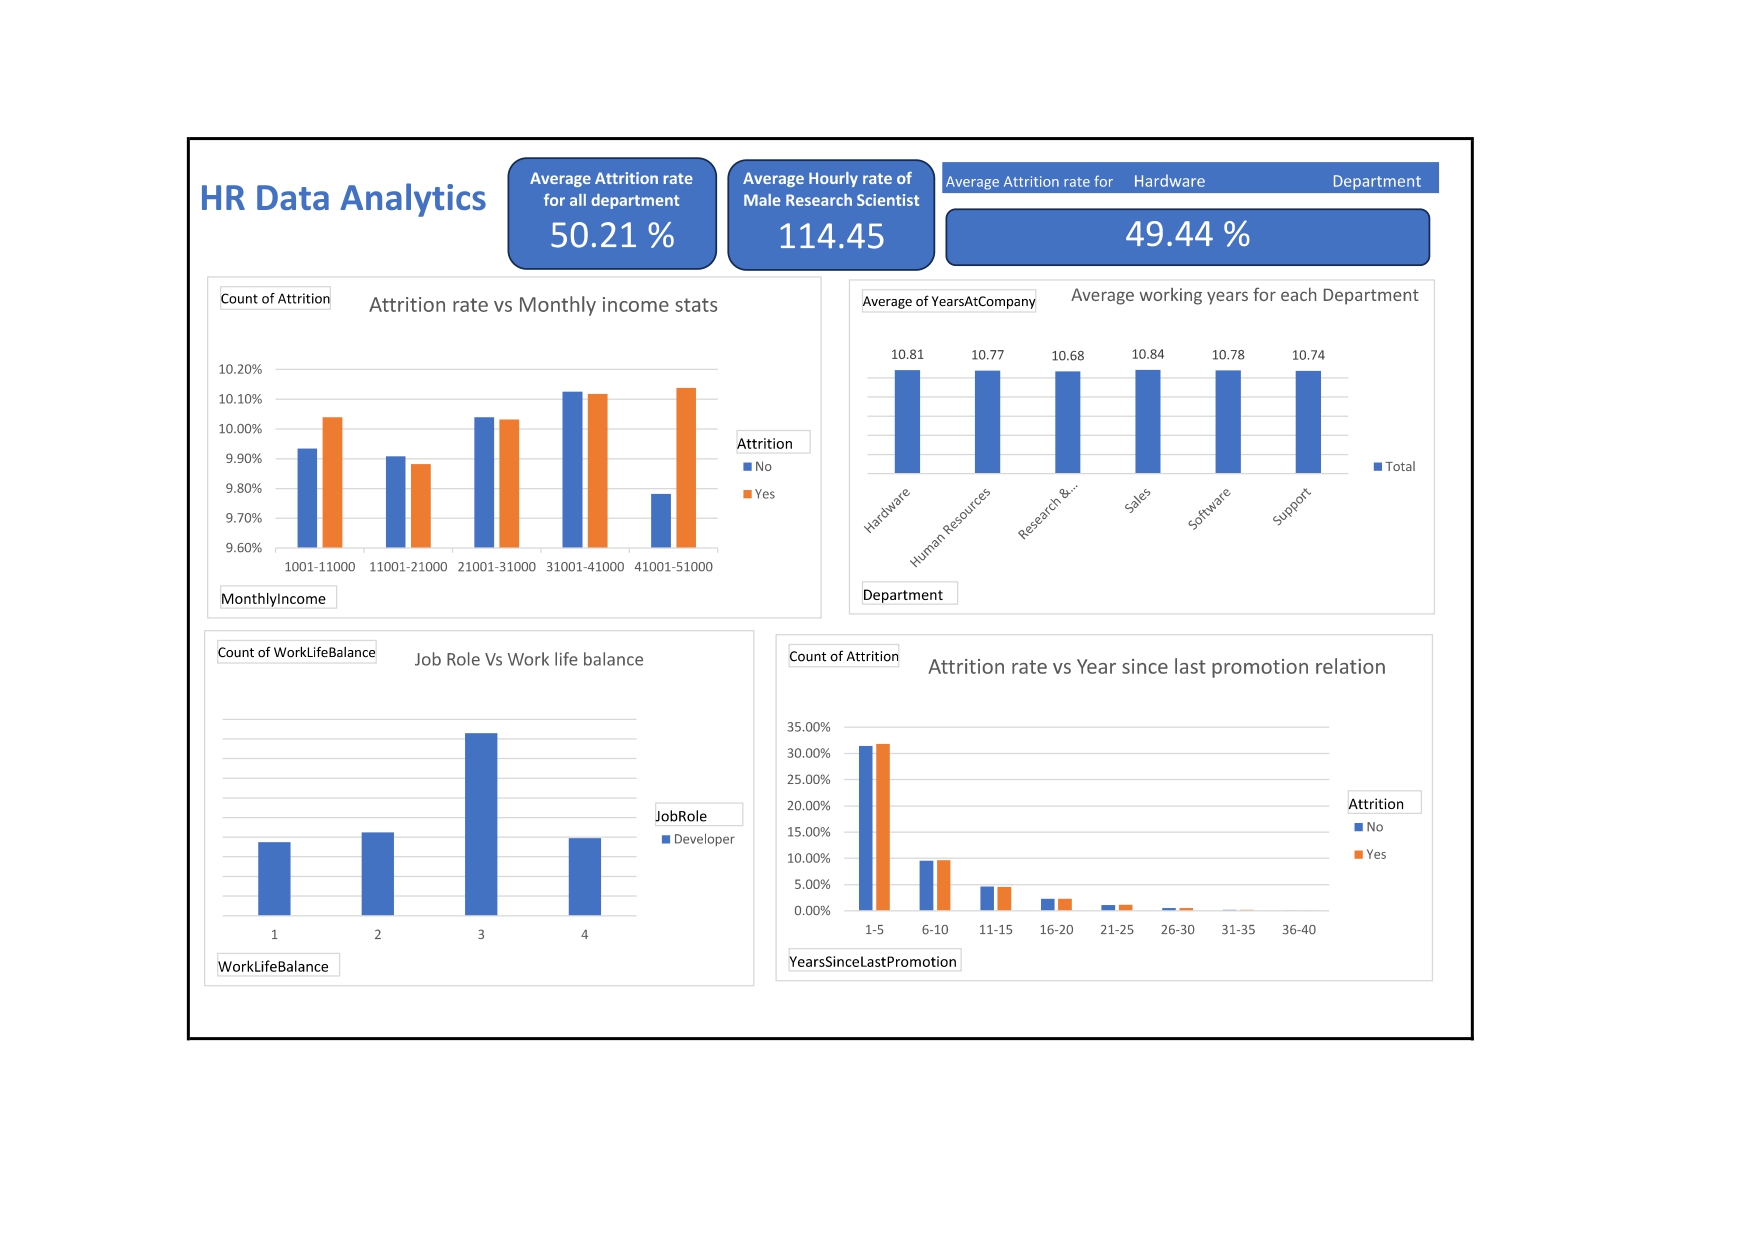 HR Data Analytics
Average Attrition rate
for all department
50.21 %
Average Hourly rate of
Male Research Scientist
114.45
Average Attrition rate for Hardware Department
49.44 %
Count of Attrition
Attrition rate vs Monthly income stats
10.20%
10.10%
10.00%
9.90%
9.80%
9.70%
9.60%
1001-11000 11001-21000 21001-31000 31001-41000 41001-51000
Attrition
No
Yes
MonthlyIncome
Average of YearsAtCompany
Average working years for each Department
10.81 10.77 10.68 10.84 10.78 10.74
Hardware
Human Resources
Research &...
Sales
Software
Support
Total
Department
Count of WorkLifeBalance
Job Role Vs Work life balance
JobRole
Developer
1 2 3 4
WorkLifeBalance
Count of Attrition
Attrition rate vs Year since last promotion relation
35.00%
30.00%
25.00%
20.00%
15.00%
10.00%
5.00%
0.00%
1-5 6-10 11-15 16-20 21-25 26-30 31-35 36-40
Attrition
No
Yes
YearsSinceLastPromotion